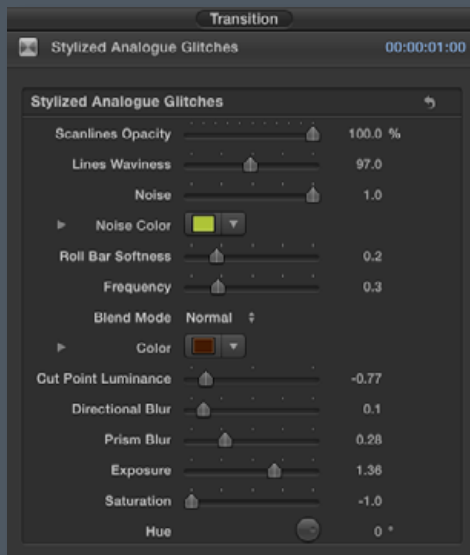 Transition
Stylized Analogue Glitches 00:00:01:00
Stylized Analogue Glitches
Scanlines Opacity 100.0 %
Lines Waviness 97.0
Noise 1.0
Noise Color
Roll Bar Softness 0.2
Frequency 0.3
Blend Mode Normal
Color
Cut Point Luminance -0.77
Directional Blur 0.1
Prism Blur 0.28
Exposure 1.36
Saturation -1.0
Hue 0 °